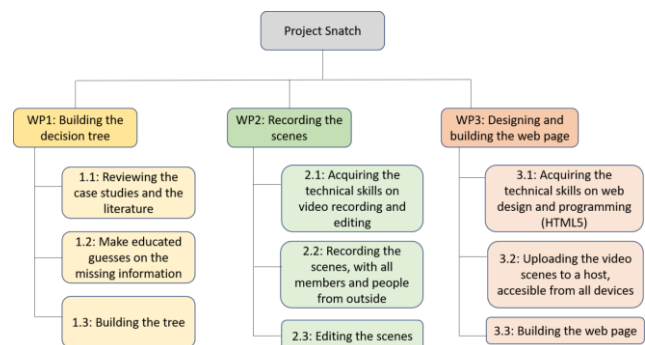 Project Snatch
WP1: Building the
decision tree
1.1: Reviewing the
case studies and the
literature
1.2: Make educated
guesses on the
missing information
1.3: Building the tree
WP2: Recording the
scenes
2.1: Acquiring the
technical skills on
video recording and
editing
2.2: Recording the
scenes, with all
members and people
from outside
2.3: Editing the scenes
WP3: Designing and
building the web page
3.1: Acquiring the
technical skills on web
design and programming
(HTML5)
3.2: Uploading the video
scenes to a host,
accesible from all devices
3.3: Building the web page